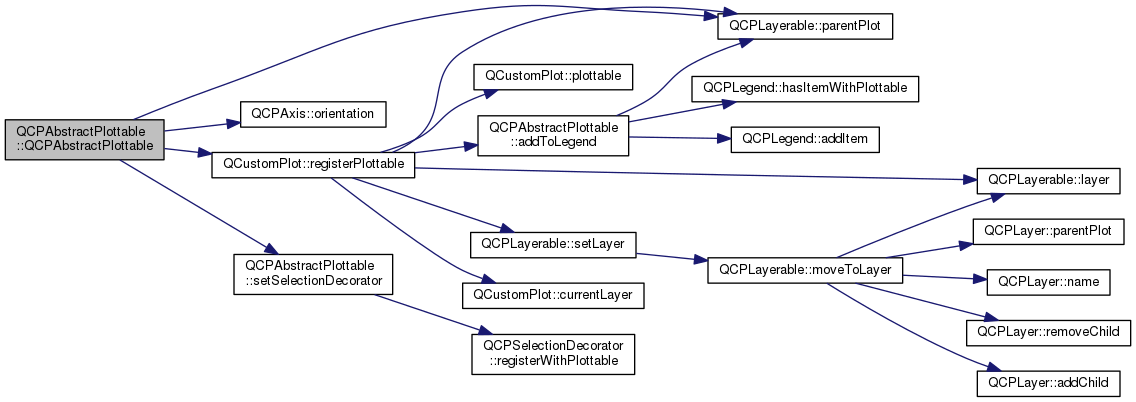 QCPAbstractPlottable
::QCPAbstractPlottable
QCPAxis::orientation
QCustomPlot::registerPlottable
QCPAbstractPlottable
::setSelectionDecorator
QCustomPlot::plottable
QCPAbstractPlottable
::addToLegend
QCPLayerable::setLayer
QCustomPlot::currentLayer
QCPSelectionDecorator
::registerWithPlottable
QCPLayerable::parentPlot
QCPLegend::hasItemWithPlottable
QCPLegend::addItem
QCPLayerable::moveToLayer
QCPLayerable::layer
QCPLayer::parentPlot
QCPLayer::name
QCPLayer::removeChild
QCPLayer::addChild